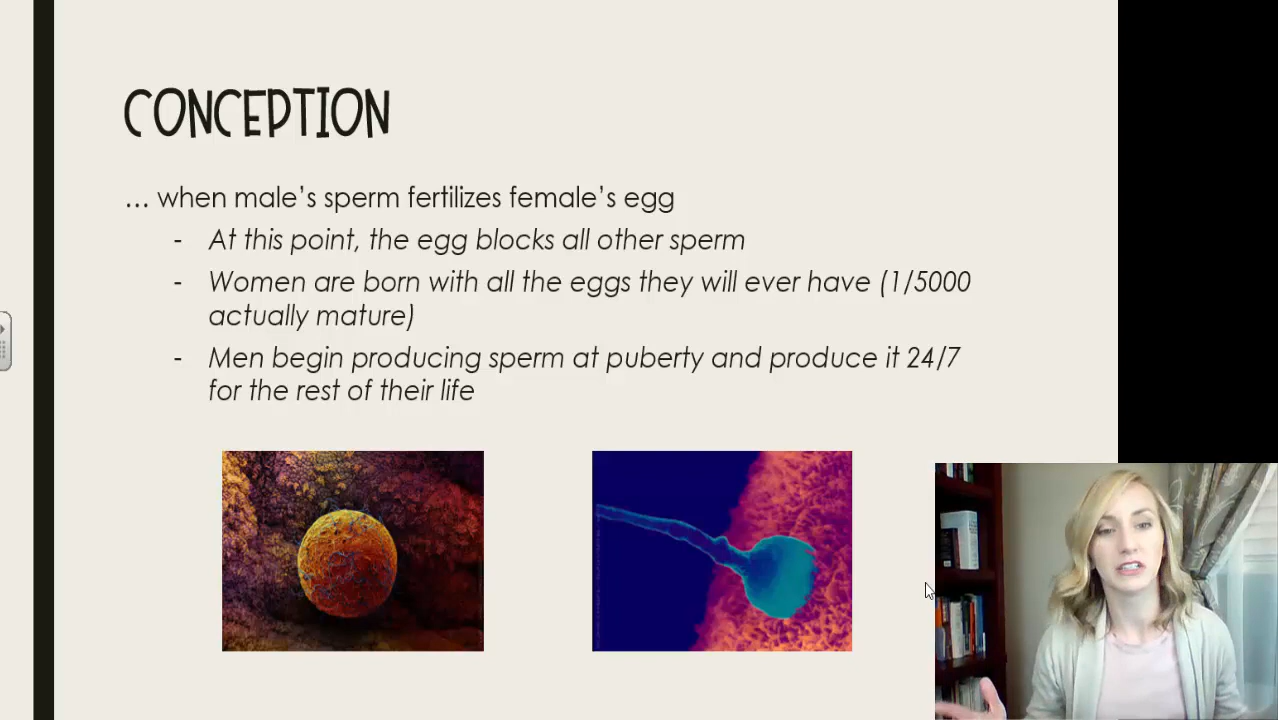 CONCEPTION
... when male’s sperm fertilizes female’s egg
- At this point, the egg blocks all other sperm
- Women are born with all the eggs they will ever have (1/5000
actually mature)
- Men begin producing sperm at puberty and produce it 24/7
for the rest of their life